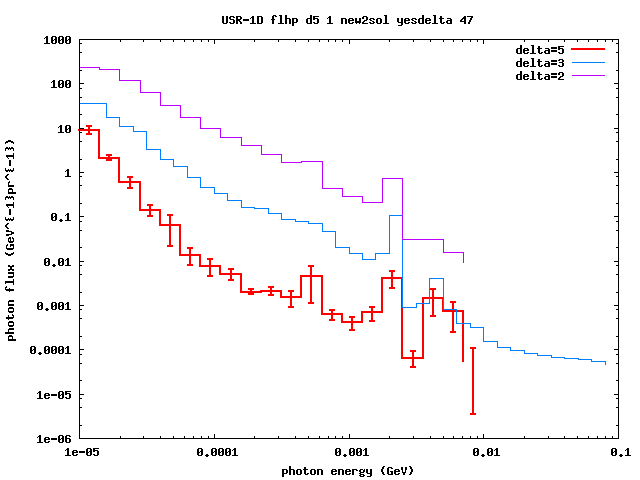 USR-1D flhp d5 1 new2sol yesdelta 47
delta=5
delta=3
delta=2
1000
100
10
1
0.1
0.01
0.001
0.0001
1e-05
1e-06
photon flux (GeV^{-1}pr^{-1})
1e-05 0.0001 0.001 0.01 0.1
photon energy (GeV)